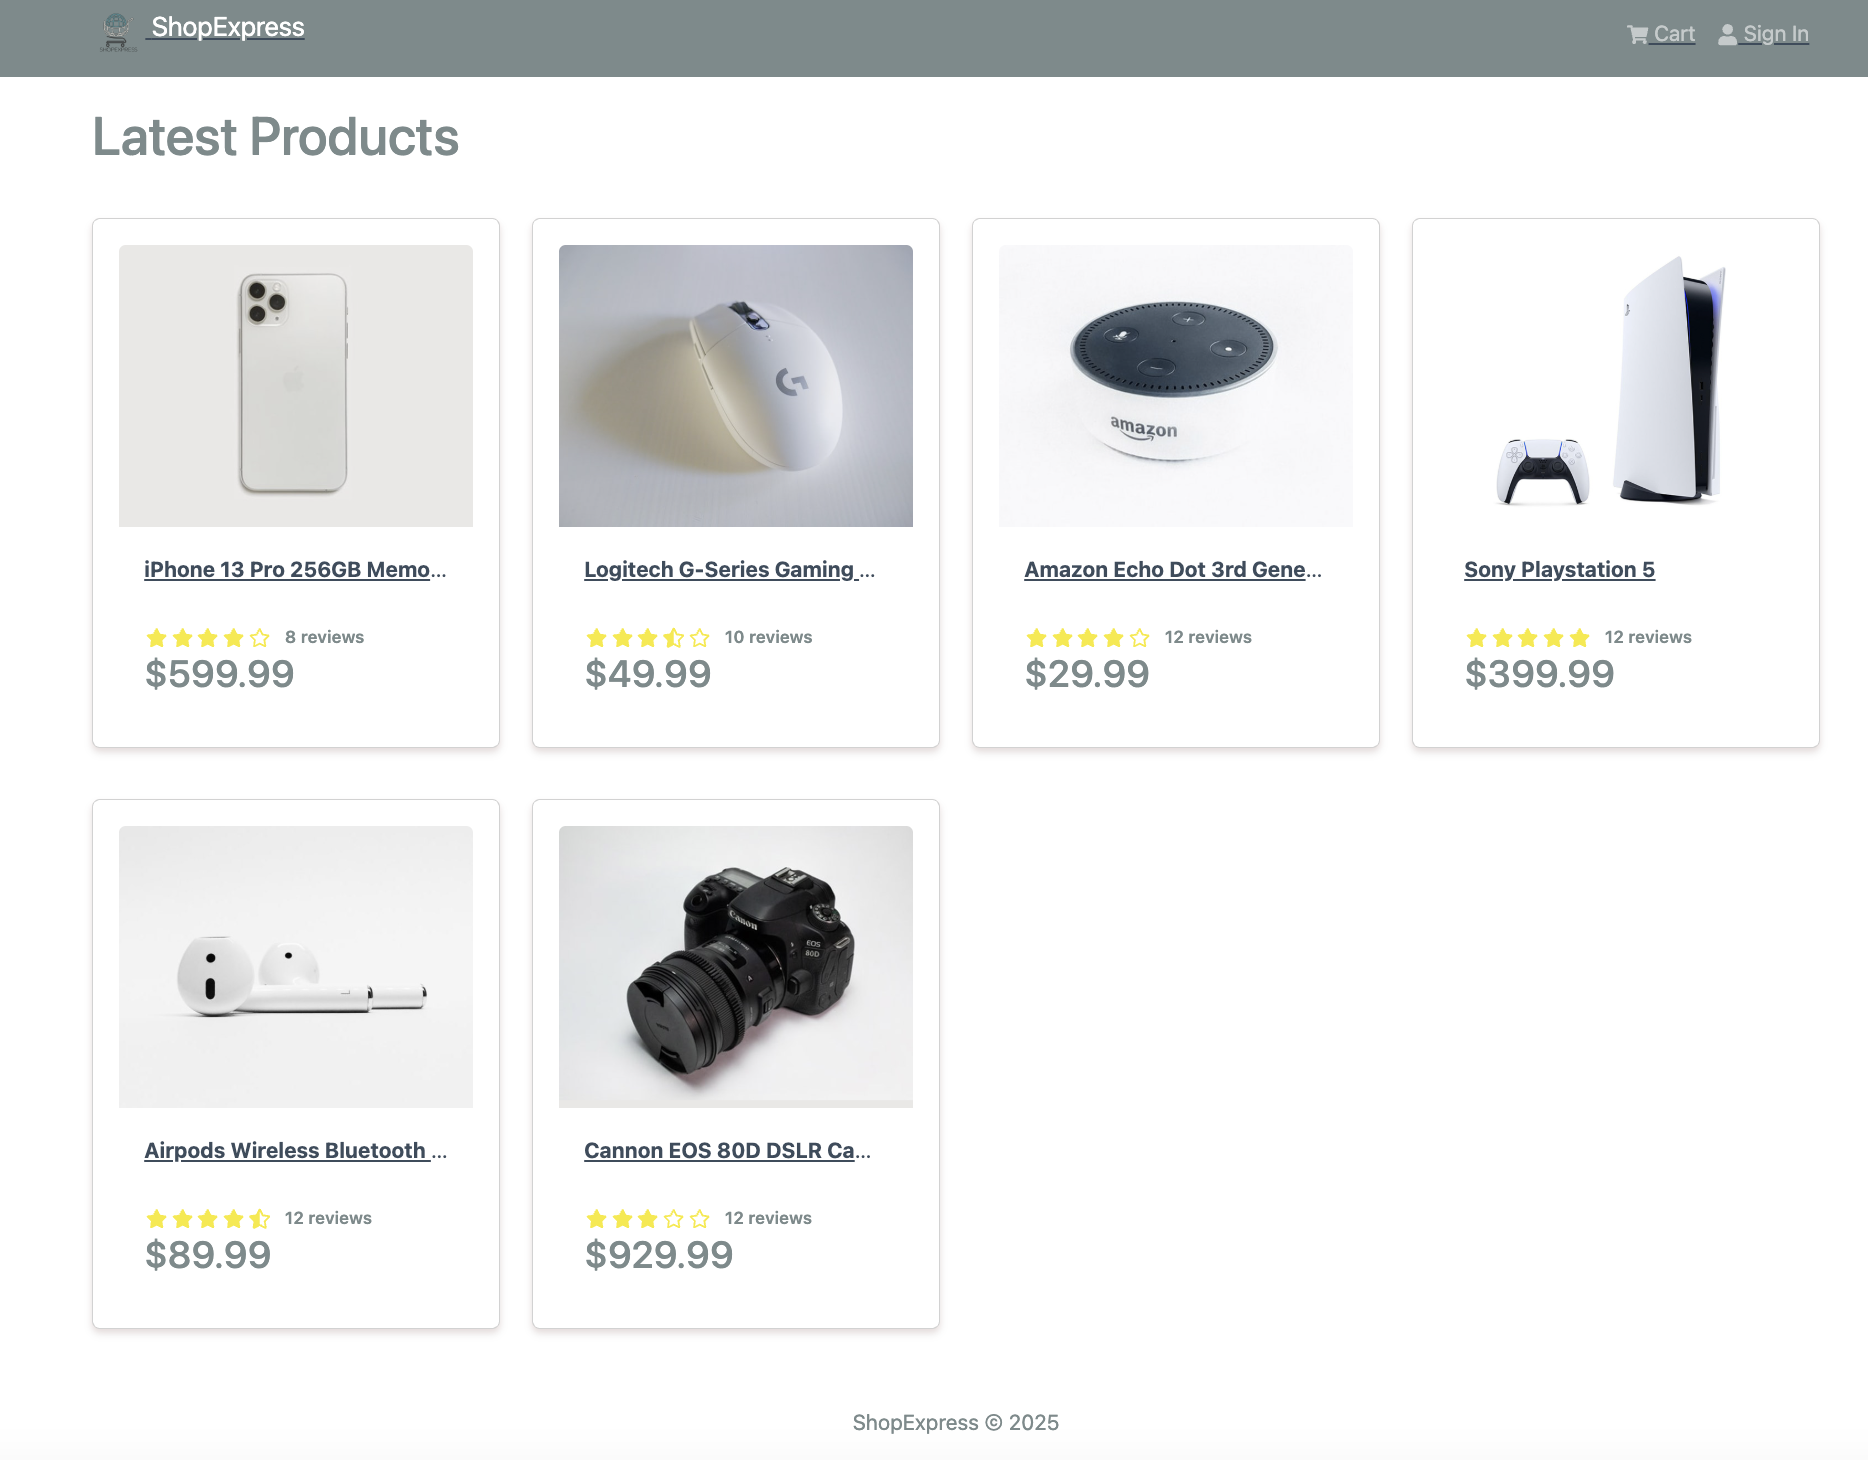 SHOPEXPRESS
ShopExpress
Cart
Sign In
Latest Products
amazon
iPhone 13 Pro 256GB Memo...
Logitech G-Series Gaming ...
Amazon Echo Dot 3rd Gene...
Sony Playstation 5
8 reviews
10 reviews
12 reviews
12 reviews
$599.99
$49.99
$29.99
$399.99
Canon
EOS
80D
Airpods Wireless Bluetooth ...
Cannon EOS 80D DSLR Ca...
12 reviews
12 reviews
$89.99
$929.99
ShopExpress © 2025